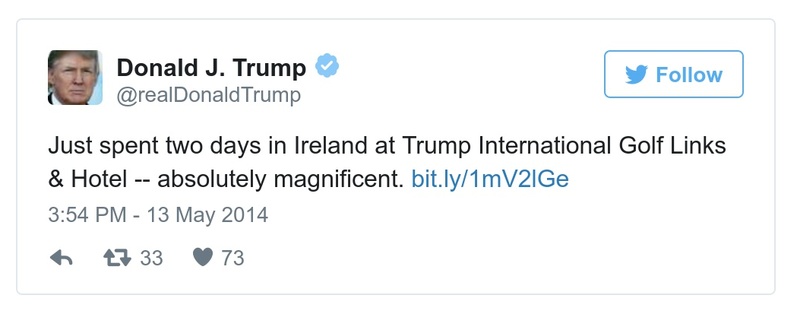 Donald J. Trump
@realDonaldTrump
Follow
Just spent two days in Ireland at Trump International Golf Links
& Hotel -- absolutely magnificent. bit.ly/1mV2lGe
3:54 PM - 13 May 2014
33 73